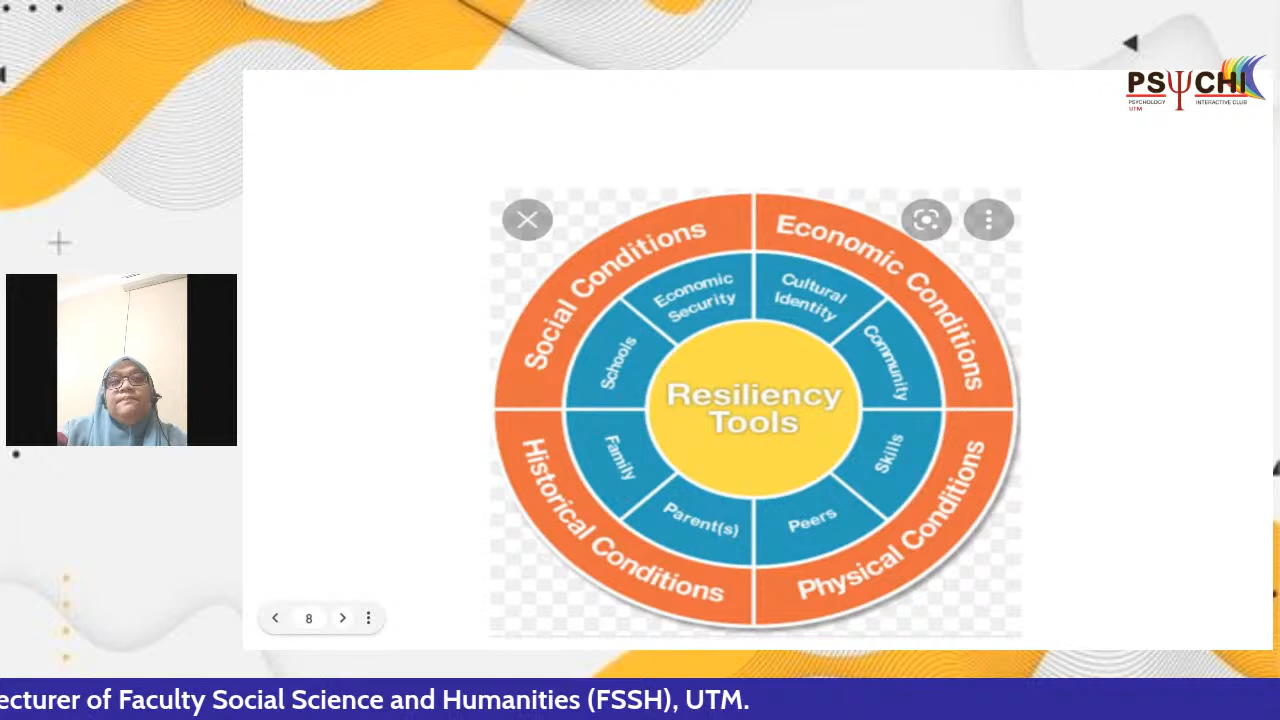 PSYCHI
PSYCHOLOGY INTERACTIVE CLUB
UTM
Social Conditions
Economic Conditions
Economic
Security
Cultural
Identity
Schools
Community
Resiliency
Tools
Family
Skills
Parent(s)
Peers
Historical Conditions
Physical Conditions
8
ecturer of Faculty Social Science and Humanities (FSSH), UTM.